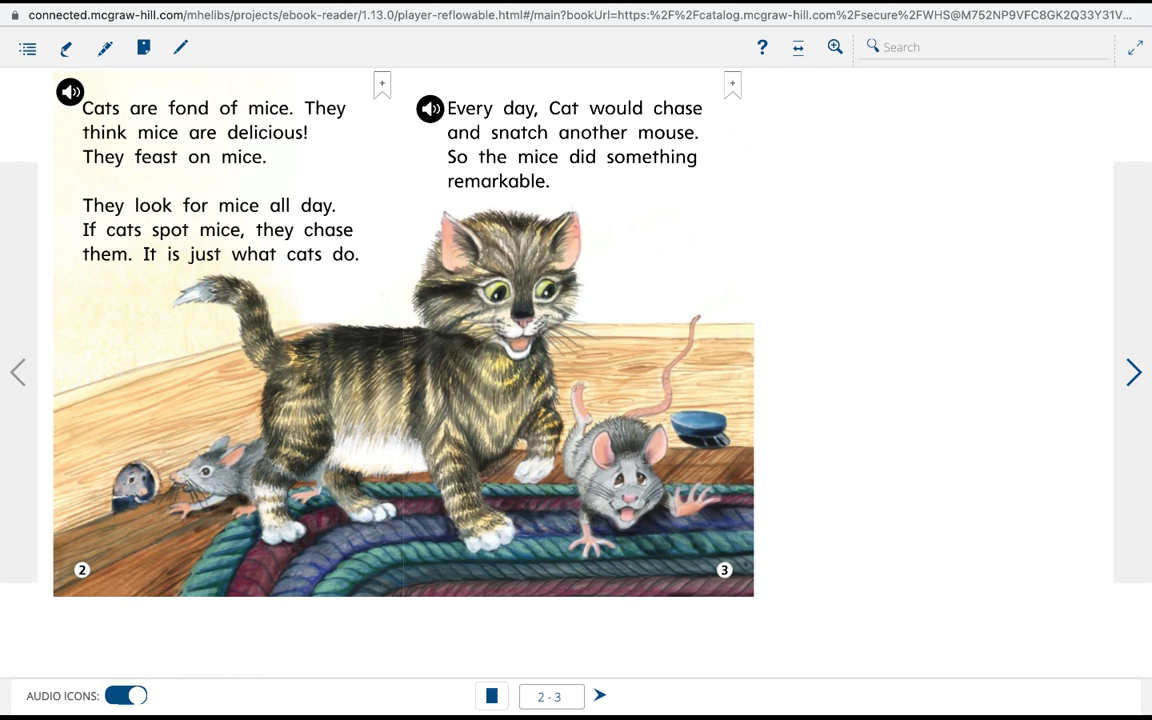 connected.mcgraw-hill.com/mhelibs/projects/ebook-reader/1.13.0/player-reflowable.html#/main?bookUrl=https:%2F%2Fcatalog.mcgraw-hill.com%2Fsecure%2FWHS@M752NP9VFC8GK2Q33Y31V...
? Search
Cats are fond of mice. They
think mice are delicious!
They feast on mice.
They look for mice all day.
If cats spot mice, they chase
them. It is just what cats do.
2
Every day, Cat would chase
and snatch another mouse.
So the mice did something
remarkable.
3
AUDIO ICONS:
2 - 3